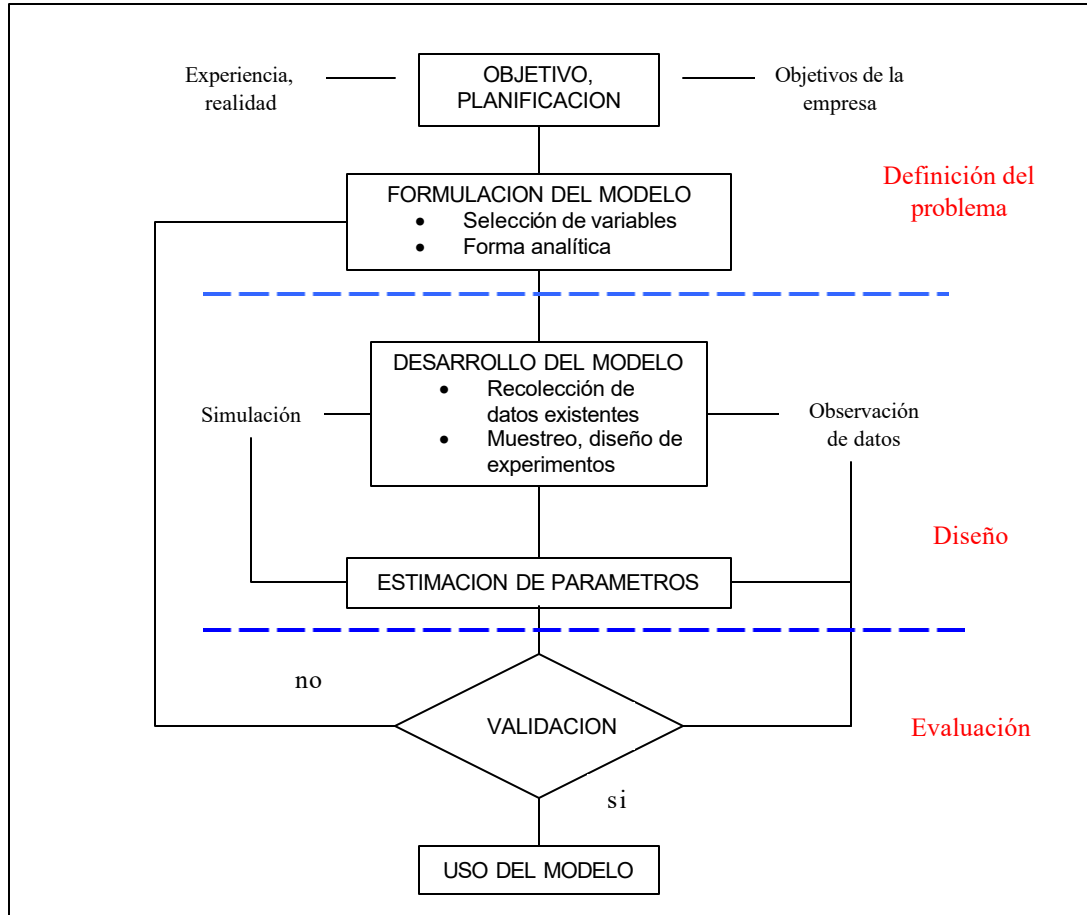 Experiencia,
realidad
OBJETIVO,
PLANIFICACION
Objetivos de la
empresa
FORMULACION DEL MODELO
• Selección de variables
• Forma analítica
Definición del
problema
DESARROLLO DEL MODELO
• Recolección de
datos existentes
• Muestreo, diseño de
experimentos
Simulación
Observación
de datos
Diseño
ESTIMACION DE PARAMETROS
no
VALIDACION
Evaluación
si
USO DEL MODELO